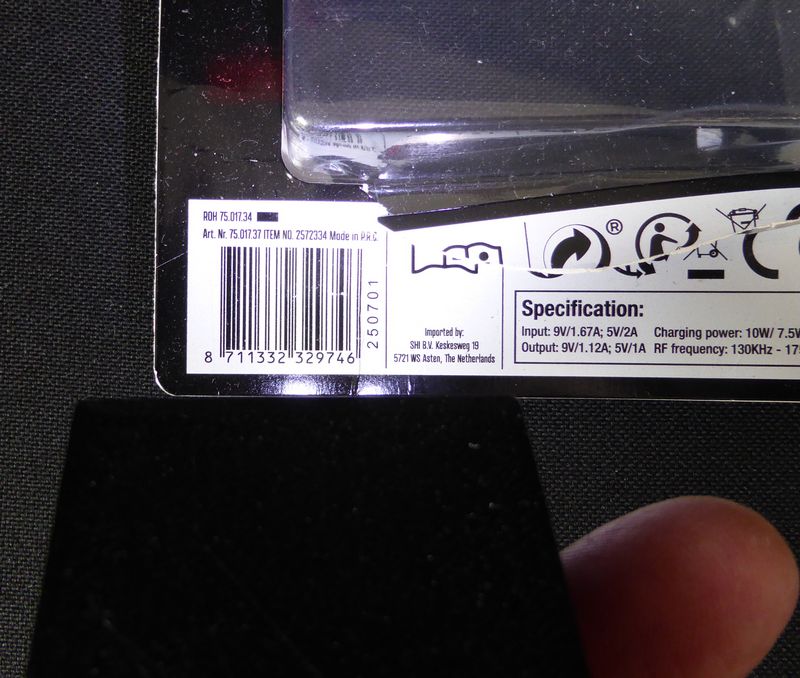 RDH 75.017.34
Art. Nr. 75.017.37 ITEM NO. 2572334 Made in P.R.C.
8 711332 329746
250701
Imported by:
SHI B.V. Keskesweg 19
5721 WS Asten, The Netherlands
®
Specification:
Input: 9V/1.67A; 5V/2A Charging power: 10W/ 7.5W
Output: 9V/1.12A; 5V/1A RF frequency: 130KHz - 175